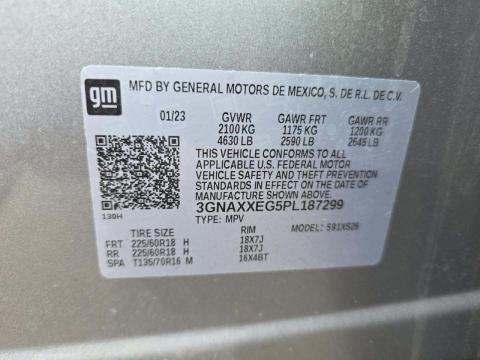 gm
MFD BY GENERAL MOTORS DE MEXICO, S. DE R.L. DE C.V.
01/23 GVWR GAWR FRT GAWR RR
2100 KG 1175 KG 1200 KG
4630 LB 2590 LB 2645 LB
THIS VEHICLE CONFORMS TO ALL
APPLICABLE U.S. FEDERAL MOTOR
VEHICLE SAFETY AND THEFT
PREVENTION STANDARDS IN EFFECT ON
THE DATE OF MANUFACTURE SHOWN ABOVE.
130H 3GNAXXEG5PL187299
TYPE: MPV MODEL: 591XS26
TIRE SIZE RIM
FRT 225/60R18 H 18X7J
RR 225/60R18 H 18X7J
SPA T135/70R16 M 16X4BT